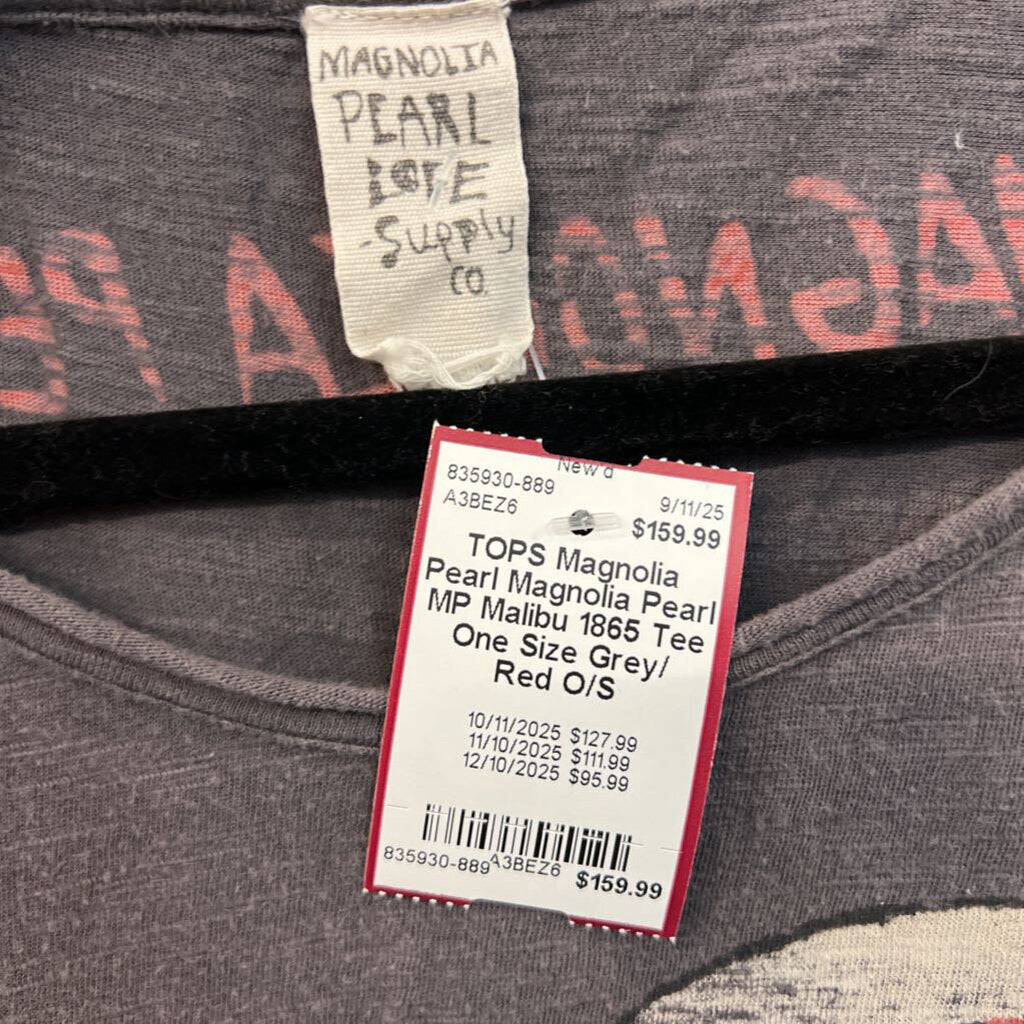 MAGNOLIA
PEARL
LOVE
-Supply
CO.
MAGNOLIA PE
New d
835930-889
A3BEZ6
9/11/25
$159.99
TOPS Magnolia
Pearl Magnolia Pearl
MP Malibu 1865 Tee
One Size Grey/
Red O/S
10/11/2025 $127.99
11/10/2025 $111.99
12/10/2025 $95.99
835930-889 A3BEZ6 $159.99